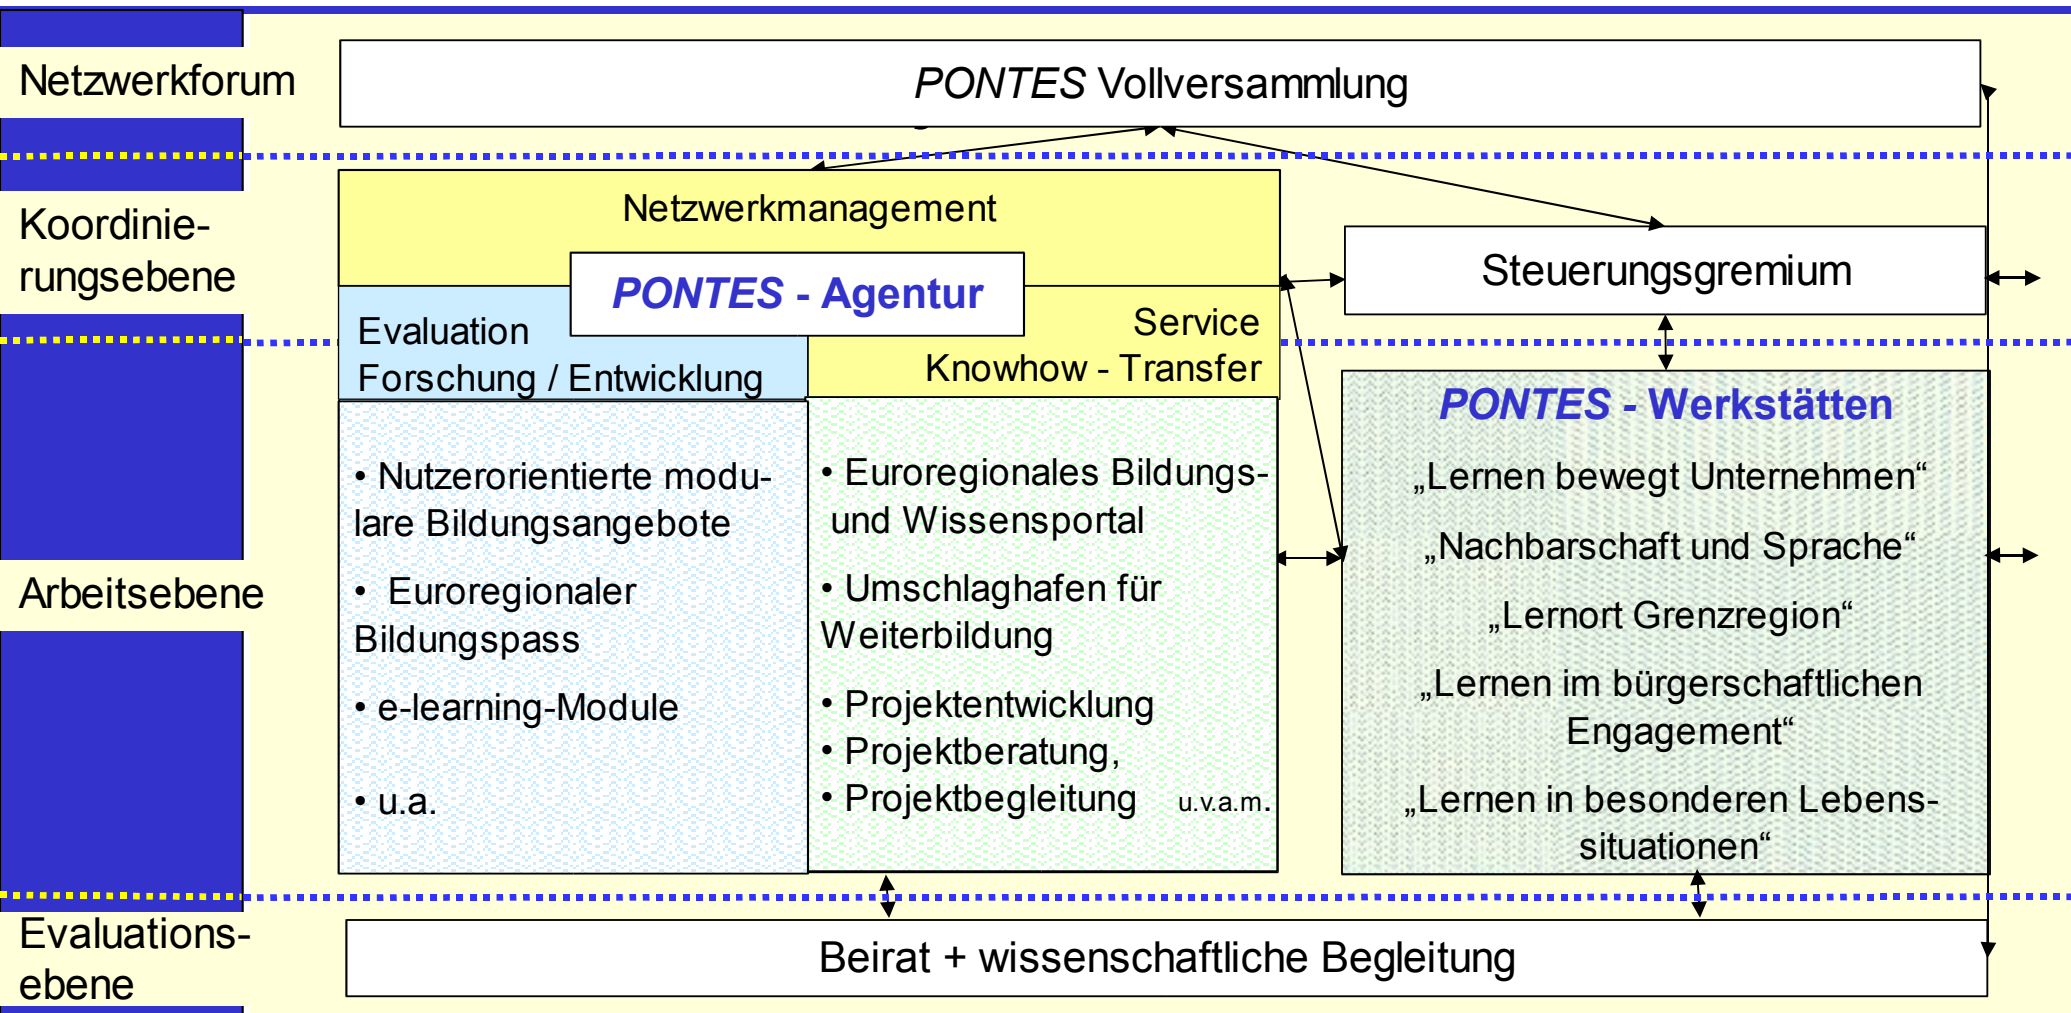 Netzwerkforum
PONTES Vollversammlung
Koordinie-
rungsebene
Netzwerkmanagement
PONTES - Agentur
Steuerungsgremium
Evaluation
Forschung / Entwicklung
Service
Knowhow - Transfer
Arbeitsebene
• Nutzerorientierte modu-
lare Bildungsangebote
• Euroregionaler
Bildungspass
• e-learning-Module
• u.a.
• Euroregionales Bildungs-
und Wissensportal
• Umschlaghafen für
Weiterbildung
• Projektentwicklung
• Projektberatung,
• Projektbegleitung u.v.a.m.
PONTES - Werkstätten
„Lernen bewegt Unternehmen“
„Nachbarschaft und Sprache“
„Lernort Grenzregion“
„Lernen im bürgerschaftlichen
Engagement“
„Lernen in besonderen Lebens-
situationen“
Evaluations-
ebene
Beirat + wissenschaftliche Begleitung